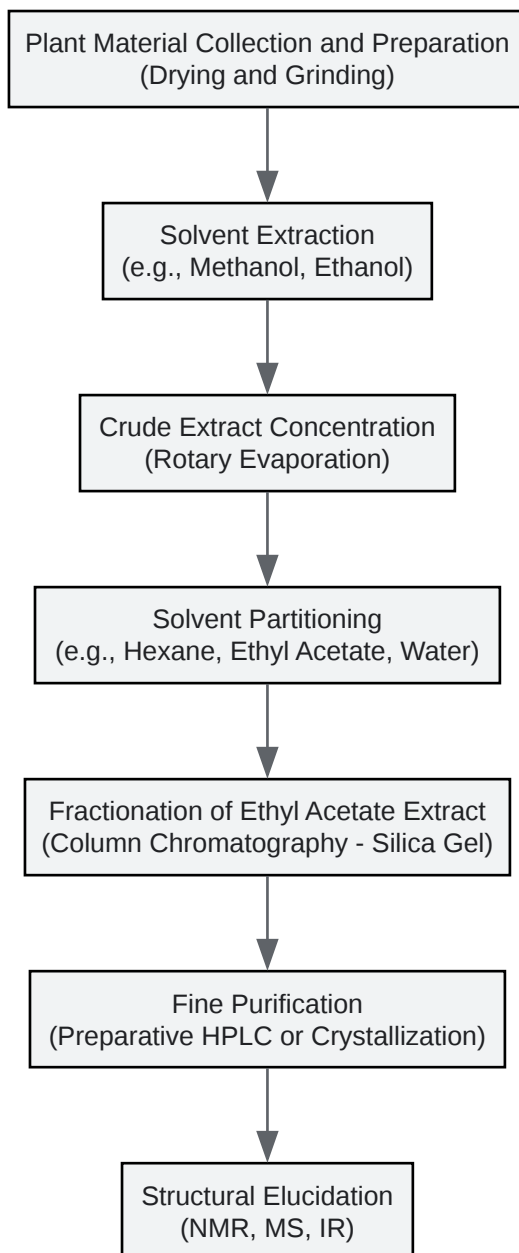 Plant Material Collection and Preparation
(Drying and Grinding)
Solvent Extraction
(e.g., Methanol, Ethanol)
Crude Extract Concentration
(Rotary Evaporation)
Solvent Partitioning
(e.g., Hexane, Ethyl Acetate, Water)
Fractionation of Ethyl Acetate Extract
(Column Chromatography - Silica Gel)
Fine Purification
(Preparative HPLC or Crystallization)
Structural Elucidation
(NMR, MS, IR)